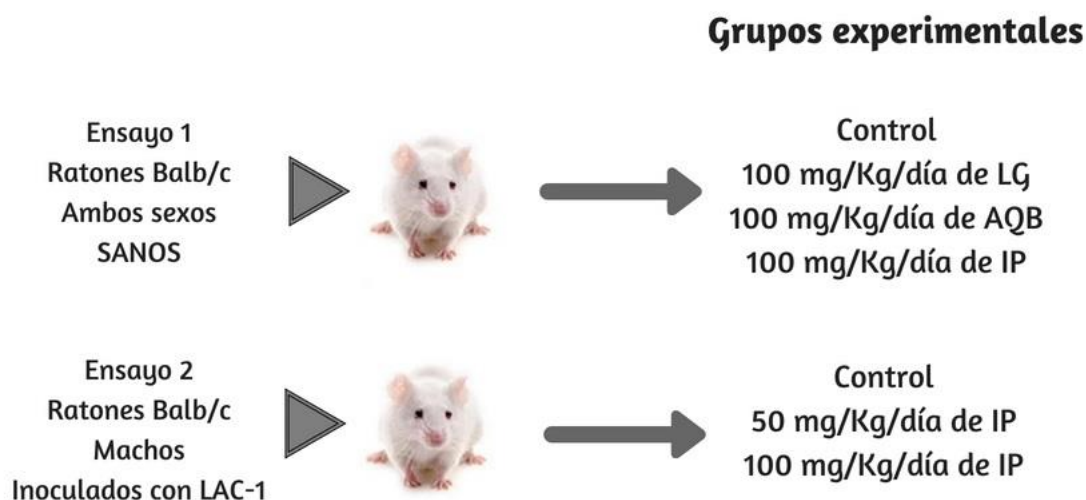 Grupos experimentales
Ensayo 1
Ratones Balb/c
Ambos sexos
SANOS
Control
100 mg/Kg/día de LG
100 mg/Kg/día de AQB
100 mg/Kg/día de IP
Ensayo 2
Ratones Balb/c
Machos
Inoculados con LAC-1
Control
50 mg/Kg/día de IP
100 mg/Kg/día de IP